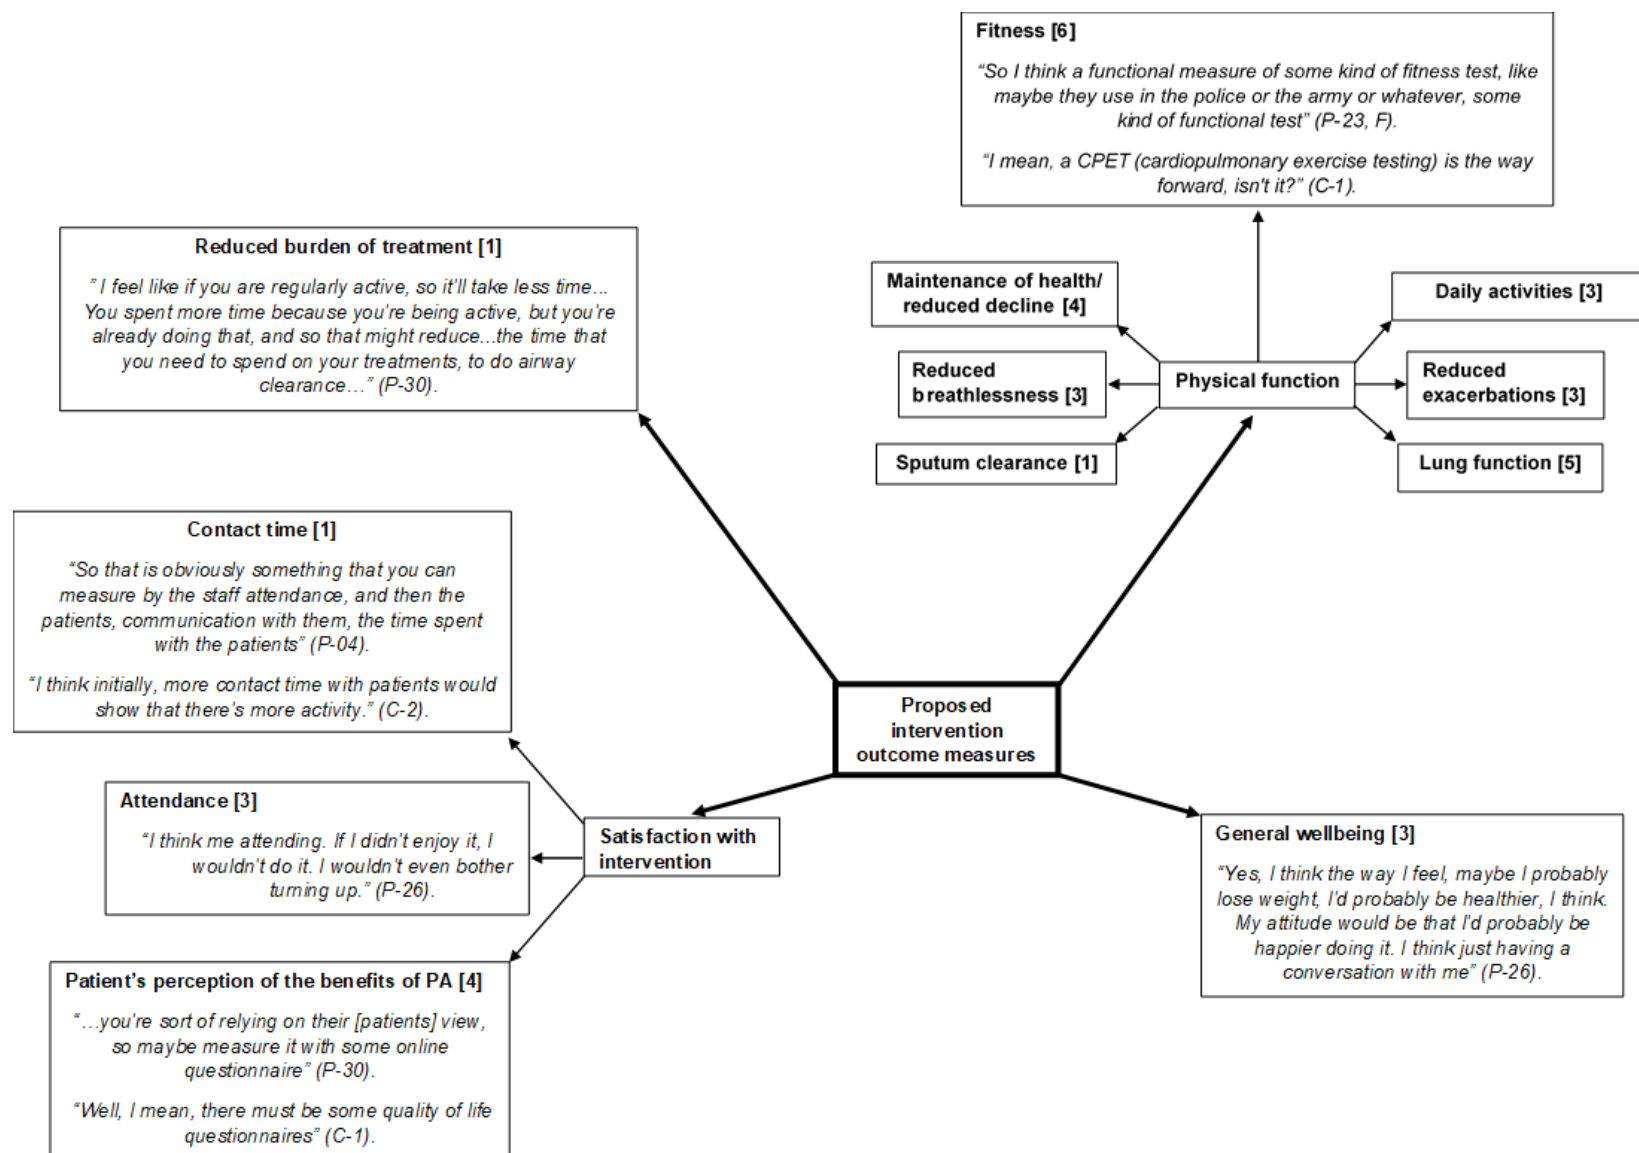 Fitness [6]
“So I think a functional measure of some kind of fitness test, like
maybe they use in the police or the army or whatever, some
kind of functional test” (P-23, F).
“I mean, a CPET (cardiopulmonary exercise testing) is the way
forward, isn't it?” (C-1).
Reduced burden of treatment [1]
” I feel like if you are regularly active, so it'll take less time...
You spent more time because you're being active, but you're
already doing that, and so that might reduce...the time that
you need to spend on your treatments, to do airway
clearance…” (P-30).
Maintenance of health/
reduced decline [4]
Daily activities [3]
Reduced
breathlessness [3]
Physical function
Reduced
exacerbations [3]
Sputum clearance [1]
Lung function [5]
Contact time [1]
“So that is obviously something that you can
measure by the staff attendance, and then the
patients, communication with them, the time spent
with the patients” (P-04).
“I think initially, more contact time with patients would
show that there's more activity.” (C-2).
Proposed
intervention
outcome measures
Attendance [3]
“I think me attending. If I didn't enjoy it, I
wouldn't do it. I wouldn't even bother
turning up.” (P-26).
Satisfaction with
intervention
General wellbeing [3]
“Yes, I think the way I feel, maybe I probably
lose weight, I'd probably be healthier, I think.
My attitude would be that I'd probably be
happier doing it. I think just having a
conversation with me” (P-26).
Patient’s perception of the benefits of PA [4]
“…you're sort of relying on their [patients] view,
so maybe measure it with some online
questionnaire” (P-30).
“Well, I mean, there must be some quality of life
questionnaires” (C-1).